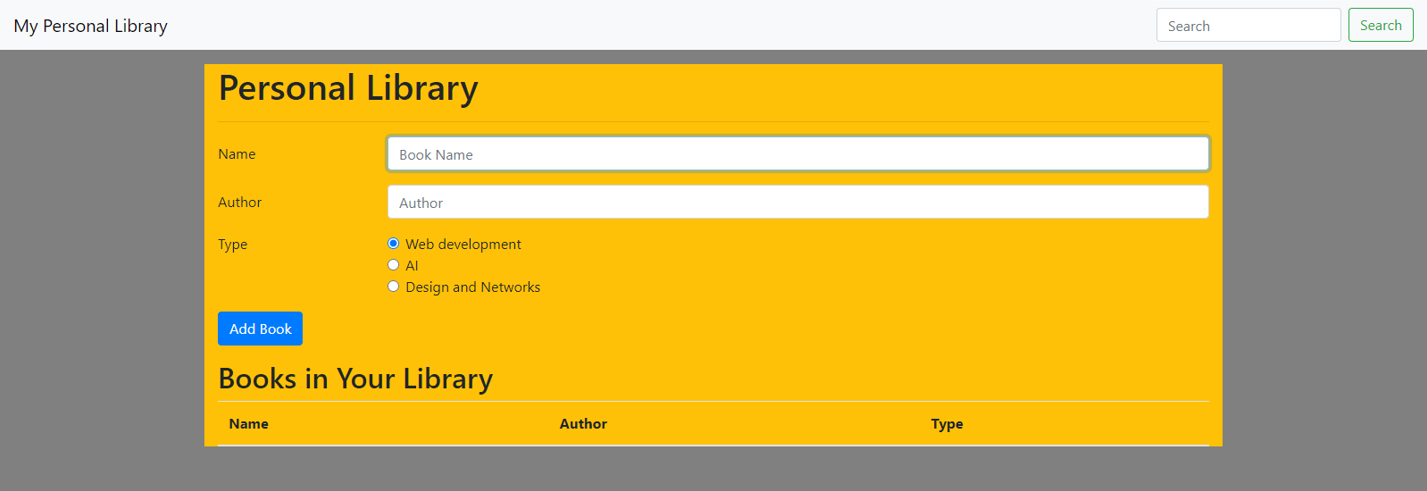 My Personal Library Search Search
Personal Library
Name Book Name
Author Author
Type Web development
AI
Design and Networks
Add Book
Books in Your Library
Name Author Type